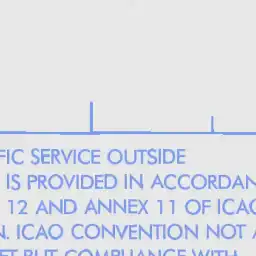 FIC SERVICE OUTSIDE
IS PROVIDED IN ACCORDAN
12 AND ANNEX 11 OF ICAO
N. ICAO CONVENTION NOT A
ET BUT COMPLIANCE WITH